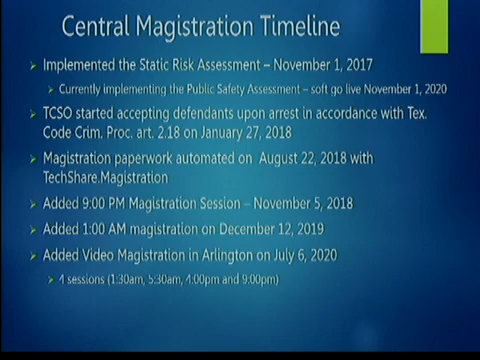 Central Magistration Timeline
Implemented the Static Risk Assessment – November 1, 2017
Currently implementing the Public Safety Assessment – soft go live November 1, 2020
TCSO started accepting defendants upon arrest in accordance with Tex.
Code Crim. Proc. art. 2.18 on January 27, 2018
Magistration paperwork automated on August 22, 2018 with
TechShare.Magistration
Added 9:00 PM Magistration Session – November 5, 2018
Added 1:00 AM magistration on December 12, 2019
Added Video Magistration in Arlington on July 6, 2020
4 sessions (1:30am, 5:30am, 4:00pm and 9:00pm)